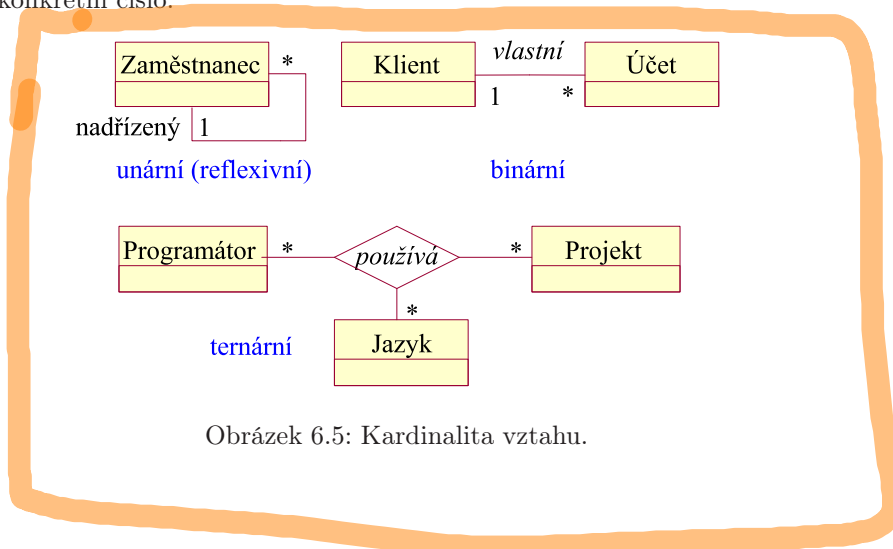 konkrétní číslo.
Zaměstnanec * Klient vlastní Účet
1 *
nadřízený 1
unární (reflexivní) binární
Programátor * používá * Projekt
*
ternární Jazyk
Obrázek 6.5: Kardinalita vztahu.